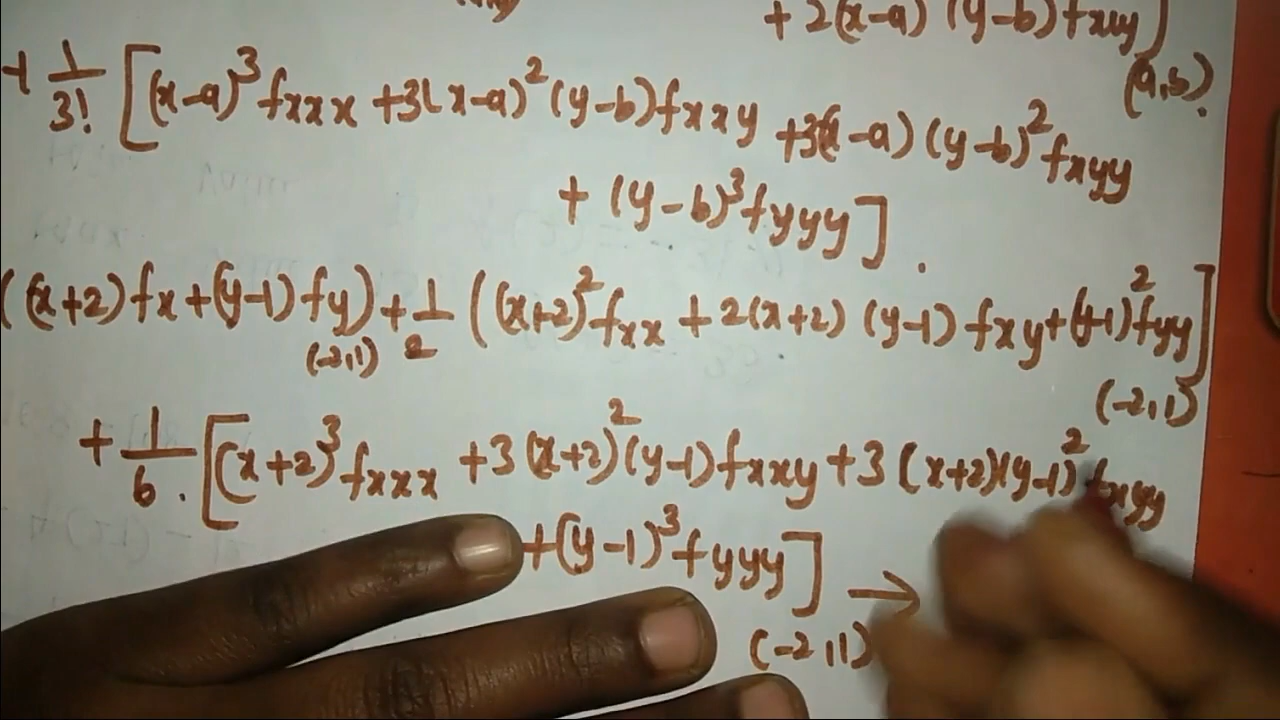 + 2(x-a) (y-b) fxy]
(a,b).
+ 1/3! [(x-a)³ fxxx + 3(x-a)² (y-b) fxxy + 3(x-a) (y-b)² fxyy
+ (y-b)³ fyyy].
((x+2) fx + (y-1) fy) + 1/2 ((x+2)² fxx + 2(x+2) (y-1) fxy + (y-1)² fyy]
(-2,1) (-2,1)
+ 1/6. [(x+2)³ fxxx + 3(x+2)² (y-1) fxxy + 3(x+2)(y-1)² fxyy
+ (y-1)³ fyyy] →
(-2,1)